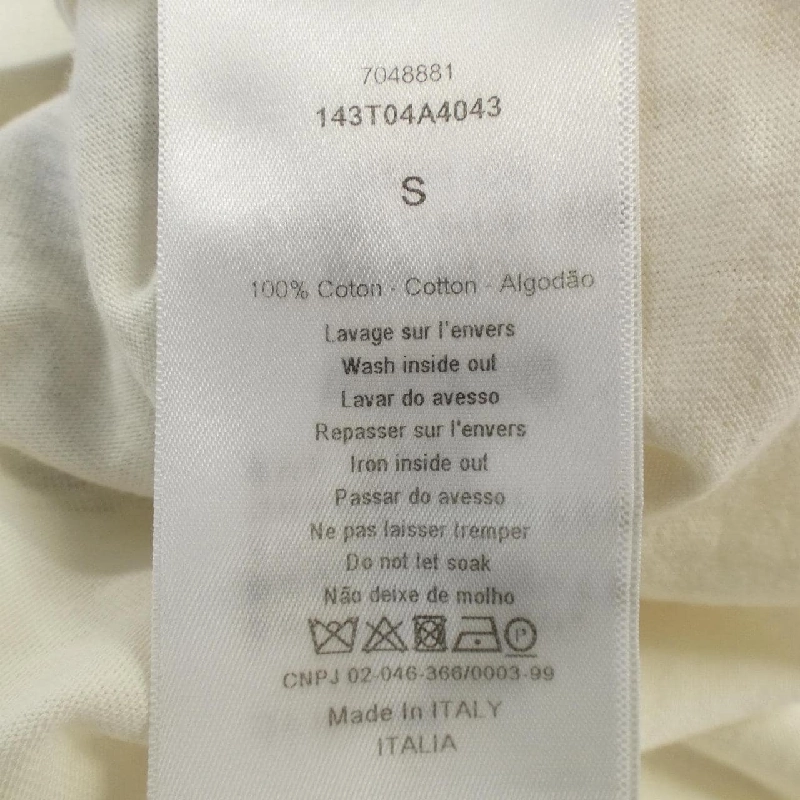 7048881
143T04A4043
S
100% Coton - Cotton - Algodão
Lavage sur l'envers
Wash inside out
Lavar do avesso
Repasser sur l'envers
Iron inside out
Passar do avesso
Ne pas laisser tremper
Do not let soak
Não deixe de molho
P
CNPJ 02-046-366/0003-99
Made In ITALY
ITALIA